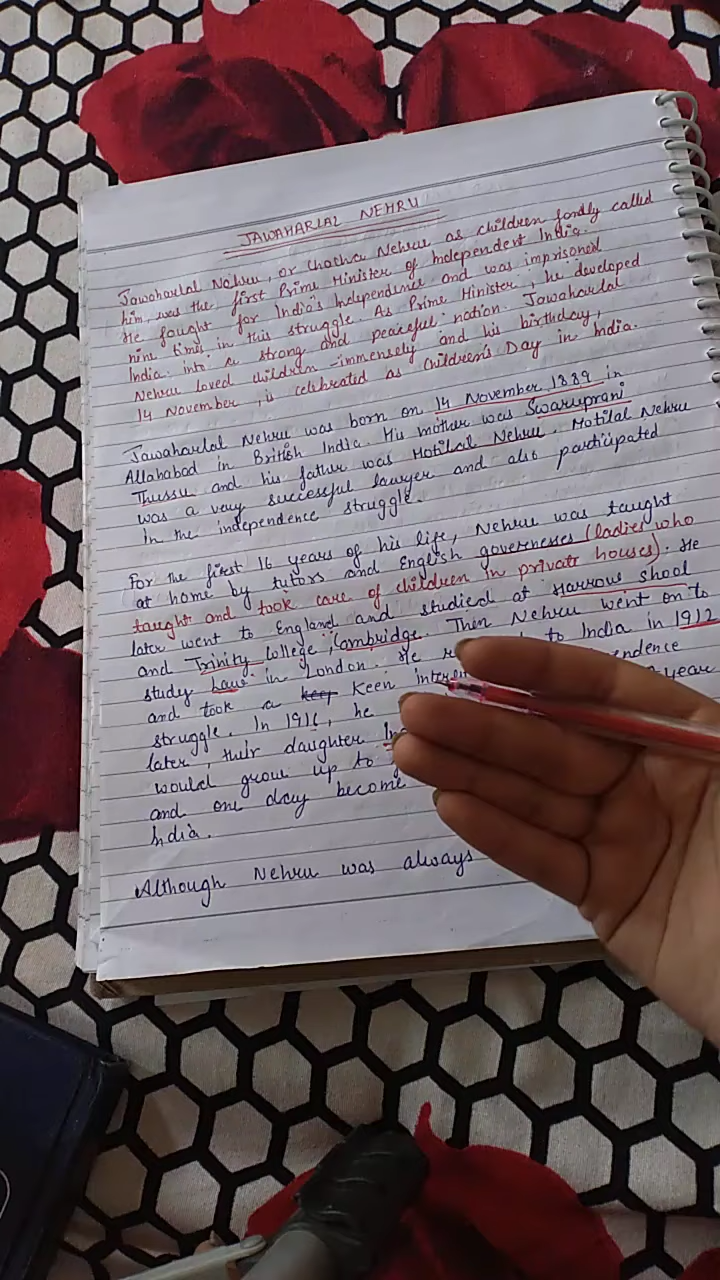 JAWAHARLAL NEHRU
Jawaharlal Nehru, or Chacha Nehru as children fondly called
him, was the first Prime Minister of Independent India.
He fought for India's Independence and was imprisoned
nine times in this struggle. As Prime Minister, he developed
India into a strong and peaceful nation. Jawaharlal
Nehru loved children immensely and his birthday,
14 November, is celebrated as Children's Day in India.
Jawaharlal Nehru was born on 14 November 1889 in
Allahabad in British India. His mother was Swaruprani
Thussu and his father was Motilal Nehru. Motilal Nehru
was a very successful lawyer and also participated
in the independence struggle.
For the first 16 years of his life, Nehru was taught
at home by tutors and English governesses (ladies who
taught and took care of children in private houses). He
later went to England and studied at Harrow shool
and Trinity College, Cambridge. Then Nehru went on to
study Law in London. He to India in 1912
and took a keen
struggle. In 1916, he year
later, their daughter
would grow up to
and one day become
India.
Although Nehru was always